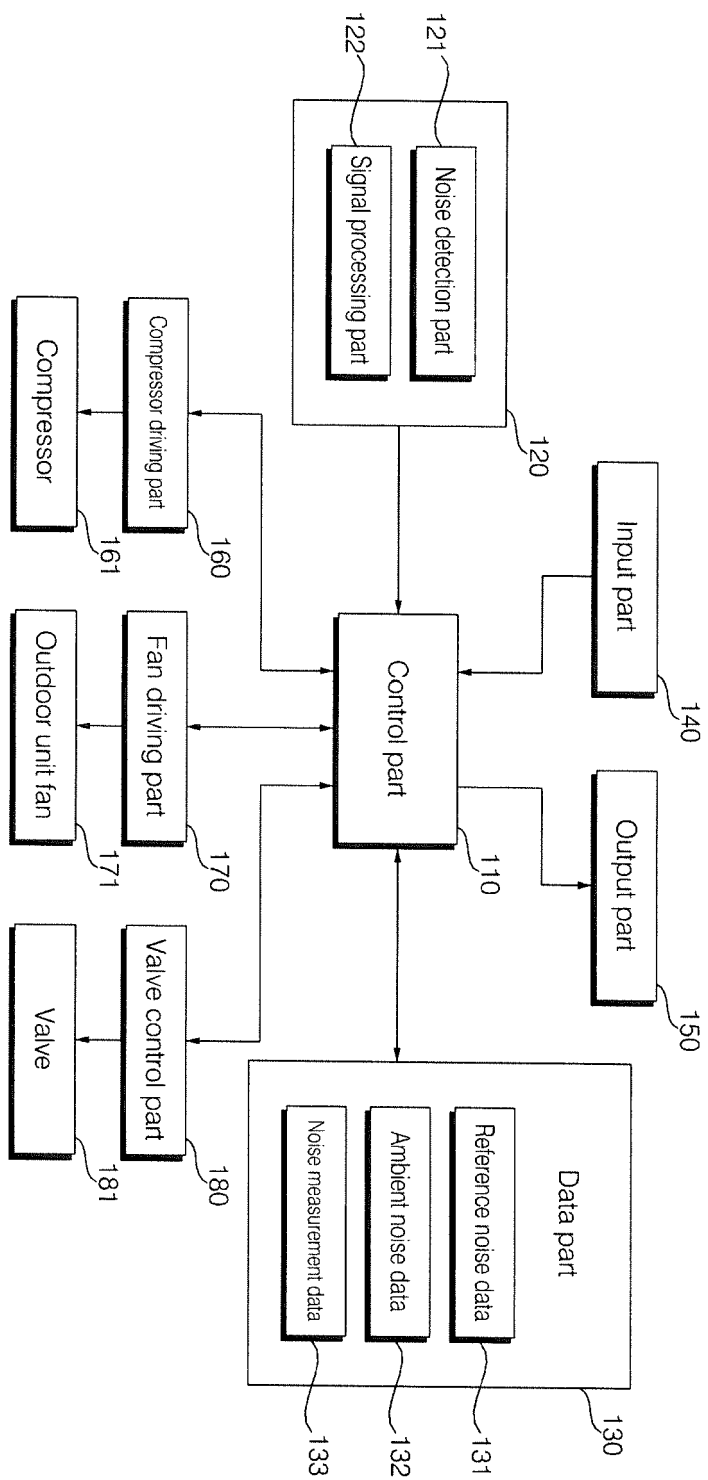 Input part
140
Output part
150
121
Noise detection part
122
Signal processing part
120
Control part
110
Data part
Reference noise data
131
Ambient noise data
132
Noise measurement data
133
130
Compressor driving part
160
Fan driving part
170
Valve control part
180
Compressor
161
Outdoor unit fan
171
Valve
181